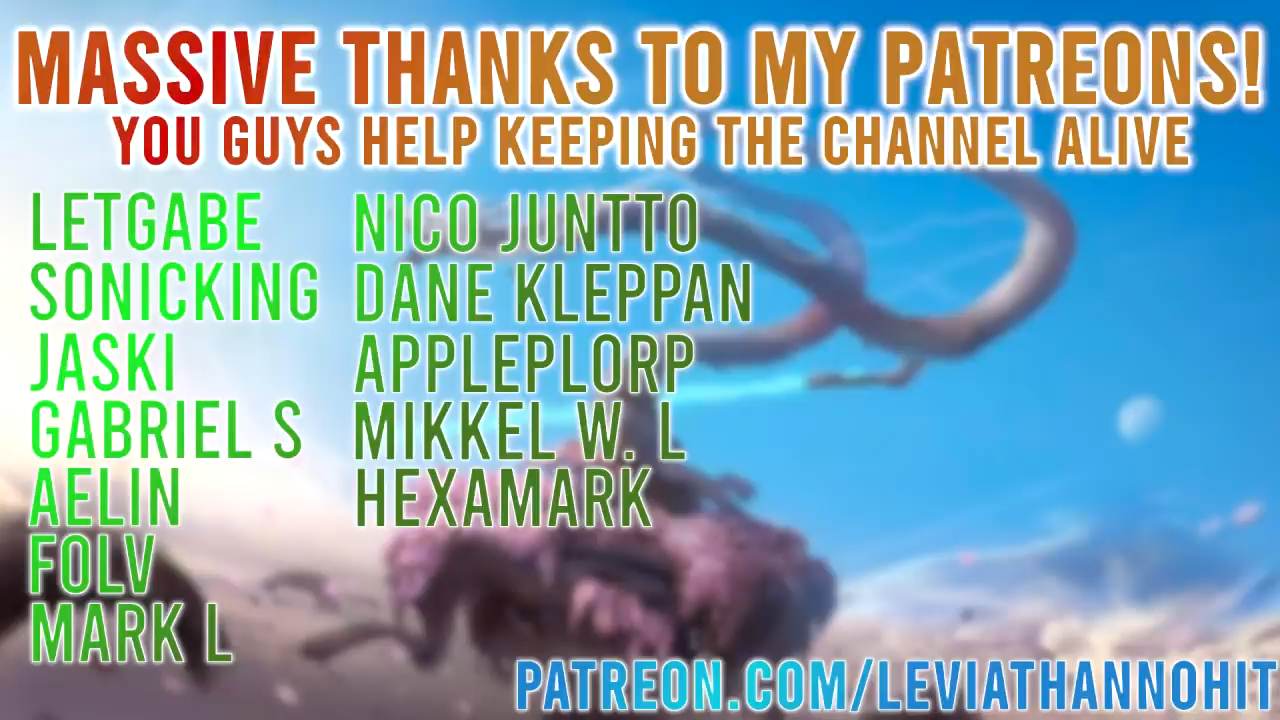 MASSIVE THANKS TO MY PATREONS!
YOU GUYS HELP KEEPING THE CHANNEL ALIVE
LETGABE
SONICKING
JASKI
GABRIEL S
AELIN
FOLV
MARK L
NICO JUNTTO
DANE KLEPPAN
APPLEPLORP
MIKKEL W. L
HEXAMARK
PATREON.COM/LEVIATHANNOHIT